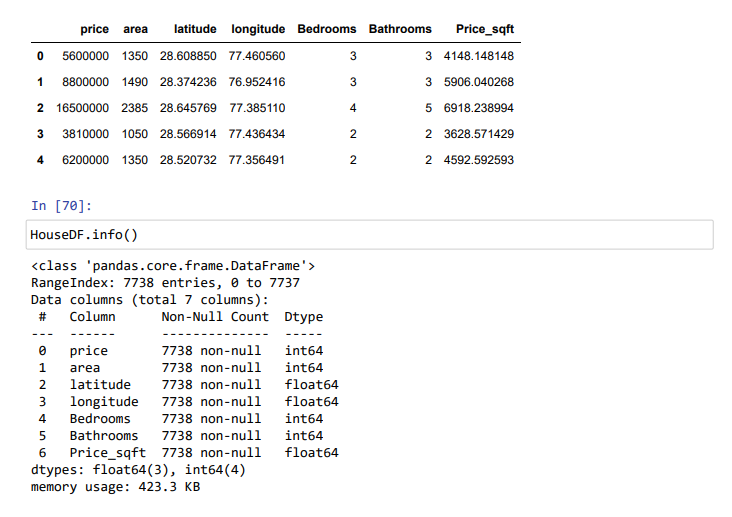 price area latitude longitude Bedrooms Bathrooms Price_sqft
0 5600000 1350 28.608850 77.460560 3 3 4148.148148
1 8800000 1490 28.374236 76.952416 3 3 5906.040268
2 16500000 2385 28.645769 77.385110 4 5 6918.238994
3 3810000 1050 28.566914 77.436434 2 2 3628.571429
4 6200000 1350 28.520732 77.356491 2 2 4592.592593
In [70]:
HouseDF.info()
<class 'pandas.core.frame.DataFrame'>
RangeIndex: 7738 entries, 0 to 7737
Data columns (total 7 columns):
# Column Non-Null Count Dtype
--- ------ -------------- -----
0 price 7738 non-null int64
1 area 7738 non-null int64
2 latitude 7738 non-null float64
3 longitude 7738 non-null float64
4 Bedrooms 7738 non-null int64
5 Bathrooms 7738 non-null int64
6 Price_sqft 7738 non-null float64
dtypes: float64(3), int64(4)
memory usage: 423.3 KB